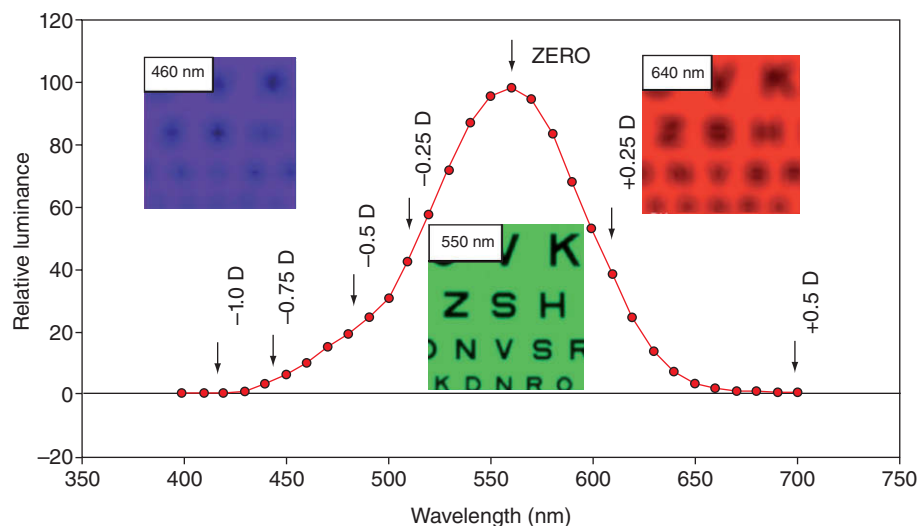 120
100
80
60
40
20
0
−20
Relative luminance
350
400
450
500
550
600
650
700
750
Wavelength (nm)
460 nm
−1.0 D
−0.75 D
−0.5 D
−0.25 D
ZERO
550 nm
V K
Z S H
N V S R
K D N R O
+0.25 D
640 nm
+0.5 D